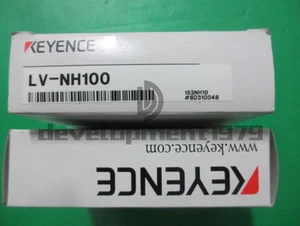 KEYENCE
LV-NH100
153NH10
#8D310048
development1979
www.keyence.com
KEYENCE